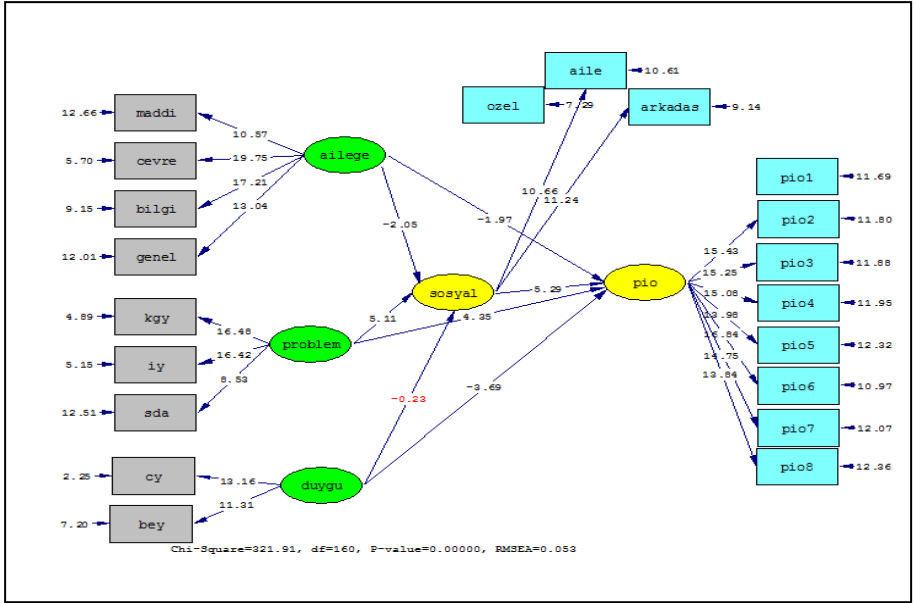 aile
10.61
ozel
7.29
arkadas
9.14
12.66
maddi
10.57
5.70
cevre
19.75
9.15
bilgi
17.21
12.01
genel
13.04
ailege
-2.05
-1.97
10.66
11.24
sosyal
5.29
pio
4.89
kgy
16.48
5.15
iy
16.42
12.51
sda
8.53
problem
5.11
4.35
-0.23
-3.69
2.25
cy
13.16
7.20
bey
11.31
duygu
pio1
11.69
pio2
11.80
15.43
pio3
11.88
15.25
pio4
11.95
15.08
pio5
12.32
13.98
pio6
10.97
16.84
pio7
12.07
14.75
pio8
12.36
13.84
Chi-Square=321.91, df=160, P-value=0.00000, RMSEA=0.053